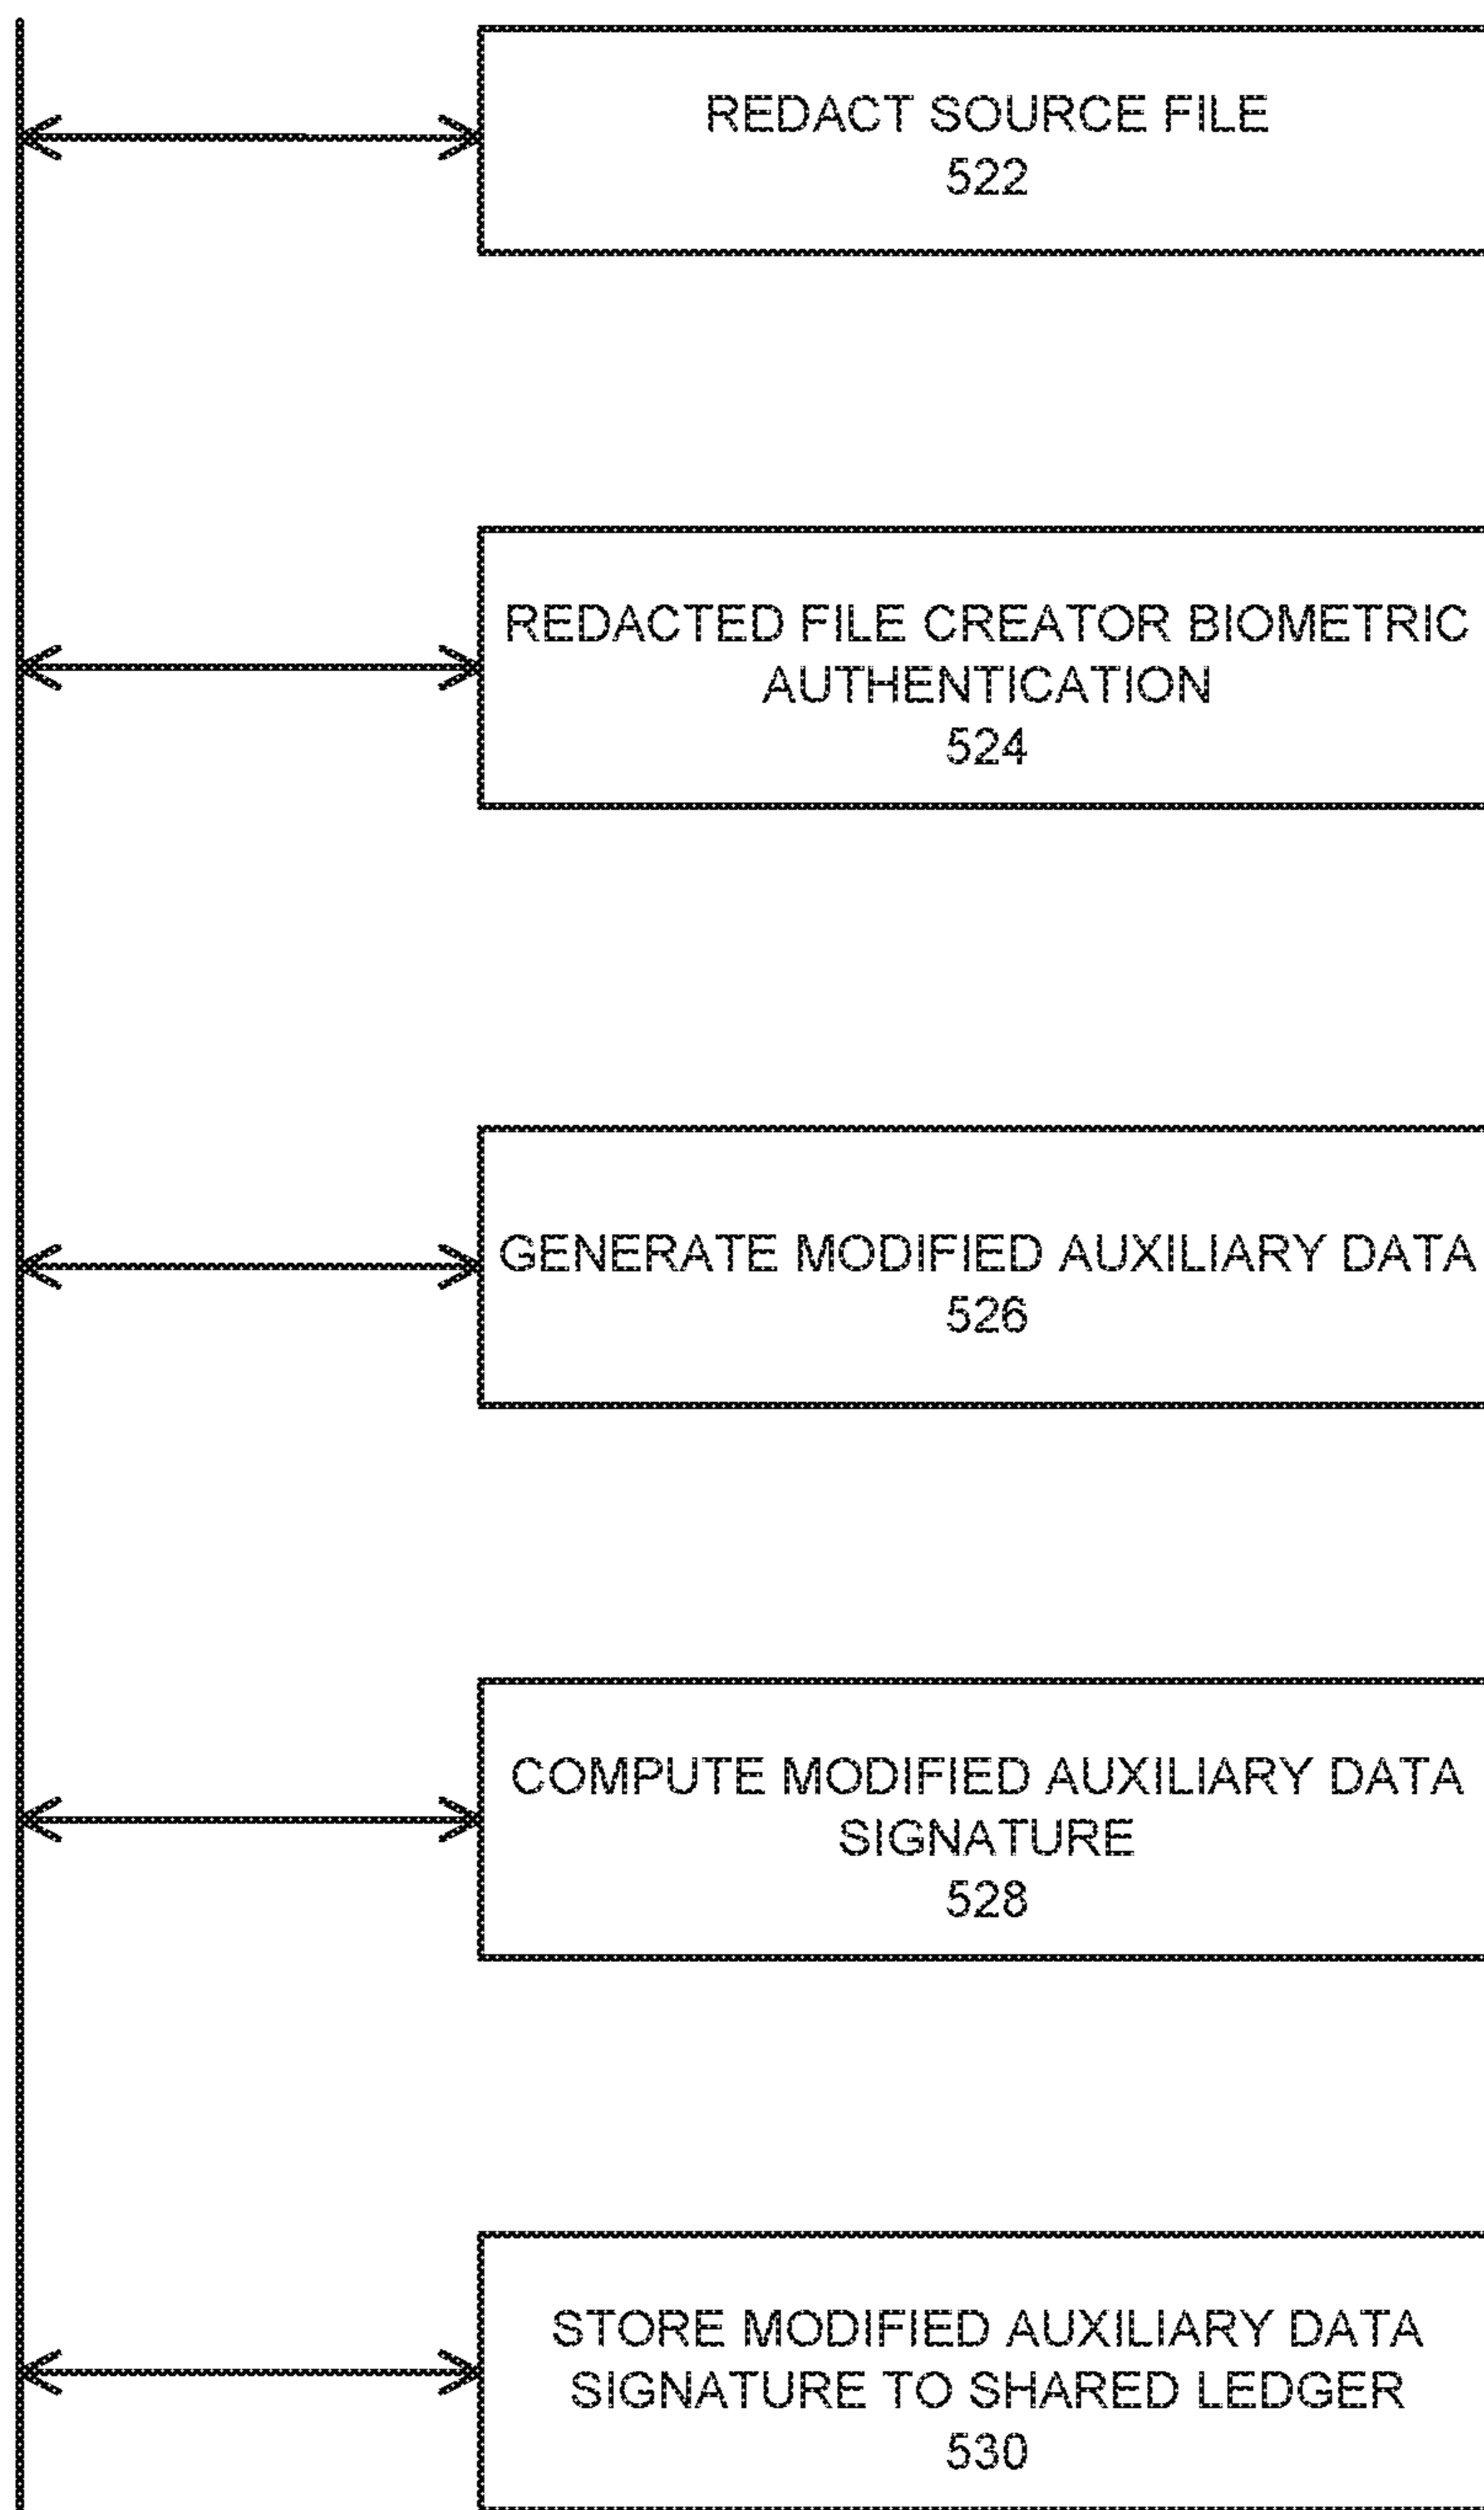 REDACT SOURCE FILE
522
REDACTED FILE CREATOR BIOMETRIC
AUTHENTICATION
524
GENERATE MODIFIED AUXILIARY DATA
526
COMPUTE MODIFIED AUXILIARY DATA
SIGNATURE
528
STORE MODIFIED AUXILIARY DATA
SIGNATURE TO SHARED LEDGER
530